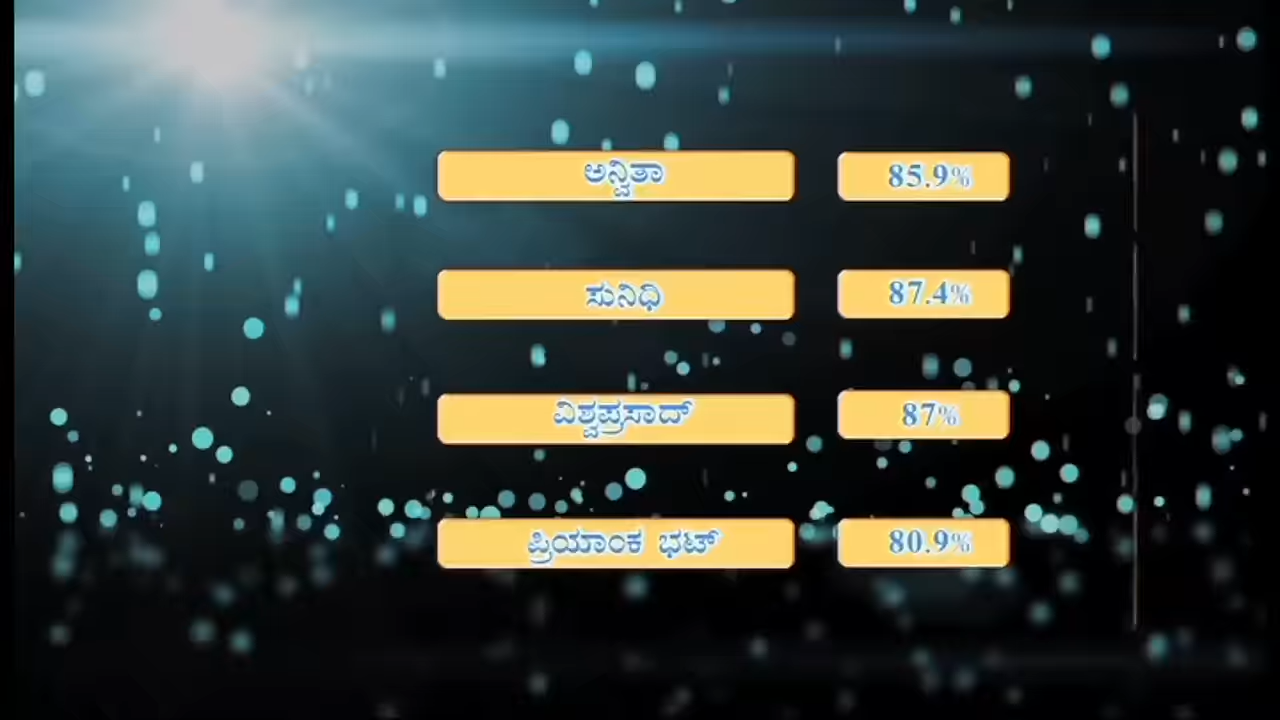 ಅನ್ವಿತಾ 85.9%
ಸುನಿಧಿ 87.4%
ವಿಶ್ವಪ್ರಸಾದ್ 87%
ಪ್ರಿಯಾಂಕ ಭಟ್ 80.9%